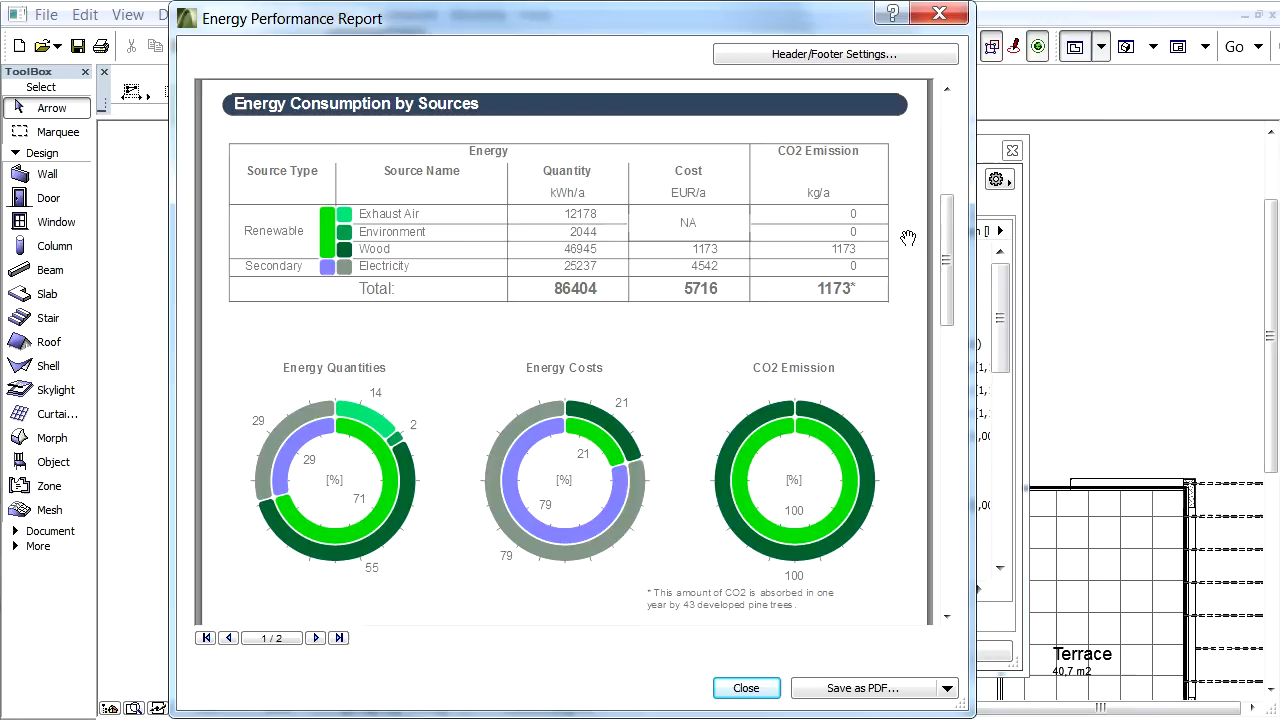 File Edit View
Energy Performance Report
Header/Footer Settings...
Go
ToolBox
Select
Arrow
Marquee
Design
Wall
Door
Window
Column
Beam
Slab
Stair
Roof
Shell
Skylight
Curtai...
Morph
Object
Zone
Mesh
Document
More
Energy Consumption by Sources
Energy CO2 Emission
Source Type Source Name Quantity Cost
kWh/a EUR/a kg/a
Renewable
Exhaust Air 12178 NA 0
Environment 2044 0
Wood 46945 1173 1173
Secondary Electricity 25237 4542 0
Total: 86404 5716 1173*
Energy Quantities Energy Costs CO2 Emission
14
2
29
29
[%]
71
55
21
21
[%]
79
79
[%]
100
100
* This amount of CO2 is absorbed in one
year by 43 developed pine trees.
1 / 2
Close Save as PDF...
Terrace
40,7 m2